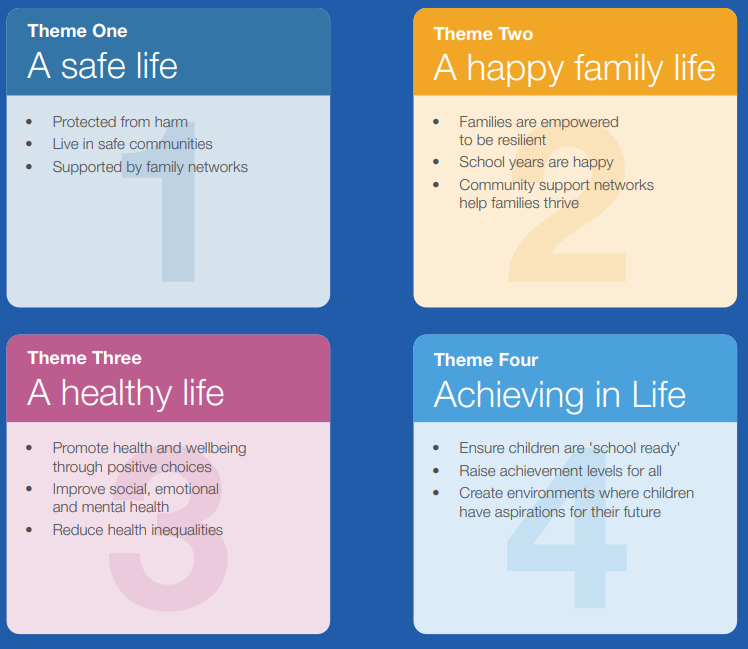 Theme One
A safe life
• Protected from harm
• Live in safe communities
• Supported by family networks
1
Theme Two
A happy family life
• Families are empowered
to be resilient
• School years are happy
• Community support networks
help families thrive
2
Theme Three
A healthy life
• Promote health and wellbeing
through positive choices
• Improve social, emotional
and mental health
• Reduce health inequalities
3
Theme Four
Achieving in Life
• Ensure children are 'school ready'
• Raise achievement levels for all
• Create environments where children
have aspirations for their future
4